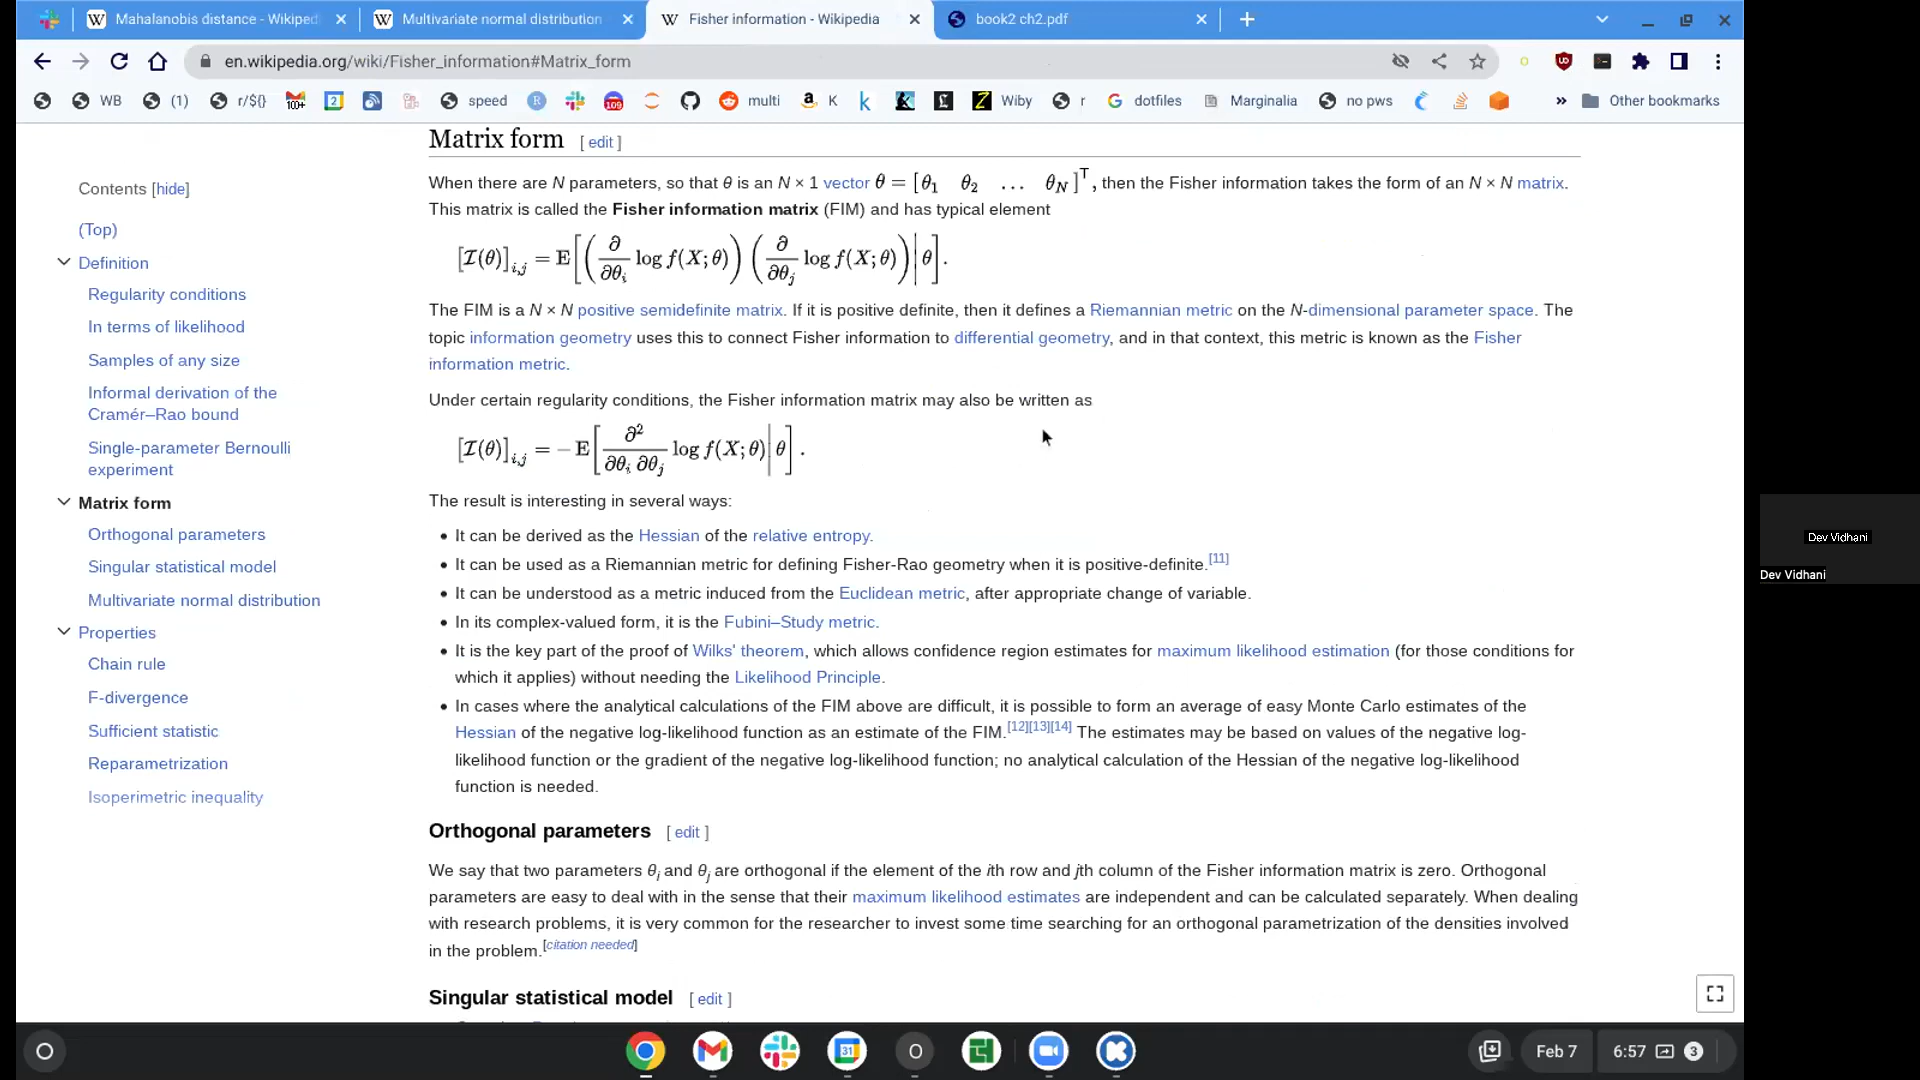 Mahalanobis distance - Wikiped
Multivariate normal distribution
Fisher information - Wikipedia
book2 ch2.pdf
en.wikipedia.org/wiki/Fisher_information#Matrix_form
WB (1) r/${} 100+ 2 speed R 109 multi a K k L Z Wiby r G dotfiles Marginalia no pws » Other bookmarks
Contents [hide]
(Top)
Definition
Regularity conditions
In terms of likelihood
Samples of any size
Informal derivation of the
Cramér–Rao bound
Single-parameter Bernoulli
experiment
Matrix form
Orthogonal parameters
Singular statistical model
Multivariate normal distribution
Properties
Chain rule
F-divergence
Sufficient statistic
Reparametrization
Isoperimetric inequality
Matrix form [ edit ]
When there are N parameters, so that θ is an N × 1 vector θ = [θ₁ θ₂ … θ_N]ᵀ, then the Fisher information takes the form of an N × N matrix.
This matrix is called the Fisher information matrix (FIM) and has typical element
[ℐ(θ)]_{i,j} = E[(∂/∂θ_i log f(X; θ)) (∂/∂θ_j log f(X; θ)) | θ].
The FIM is a N × N positive semidefinite matrix. If it is positive definite, then it defines a Riemannian metric on the N-dimensional parameter space. The
topic information geometry uses this to connect Fisher information to differential geometry, and in that context, this metric is known as the Fisher
information metric.
Under certain regularity conditions, the Fisher information matrix may also be written as
[ℐ(θ)]_{i,j} = − E[∂²/∂θ_i ∂θ_j log f(X; θ) | θ].
The result is interesting in several ways:
• It can be derived as the Hessian of the relative entropy.
• It can be used as a Riemannian metric for defining Fisher-Rao geometry when it is positive-definite.[11]
• It can be understood as a metric induced from the Euclidean metric, after appropriate change of variable.
• In its complex-valued form, it is the Fubini–Study metric.
• It is the key part of the proof of Wilks' theorem, which allows confidence region estimates for maximum likelihood estimation (for those conditions for
which it applies) without needing the Likelihood Principle.
• In cases where the analytical calculations of the FIM above are difficult, it is possible to form an average of easy Monte Carlo estimates of the
Hessian of the negative log-likelihood function as an estimate of the FIM.[12][13][14] The estimates may be based on values of the negative log-
likelihood function or the gradient of the negative log-likelihood function; no analytical calculation of the Hessian of the negative log-likelihood
function is needed.
Orthogonal parameters [ edit ]
We say that two parameters θ_i and θ_j are orthogonal if the element of the ith row and jth column of the Fisher information matrix is zero. Orthogonal
parameters are easy to deal with in the sense that their maximum likelihood estimates are independent and can be calculated separately. When dealing
with research problems, it is very common for the researcher to invest some time searching for an orthogonal parametrization of the densities involved
in the problem.[citation needed]
Singular statistical model [ edit ]
Dev Vidhani
Dev Vidhani
31
O
Feb 7
6:57
3